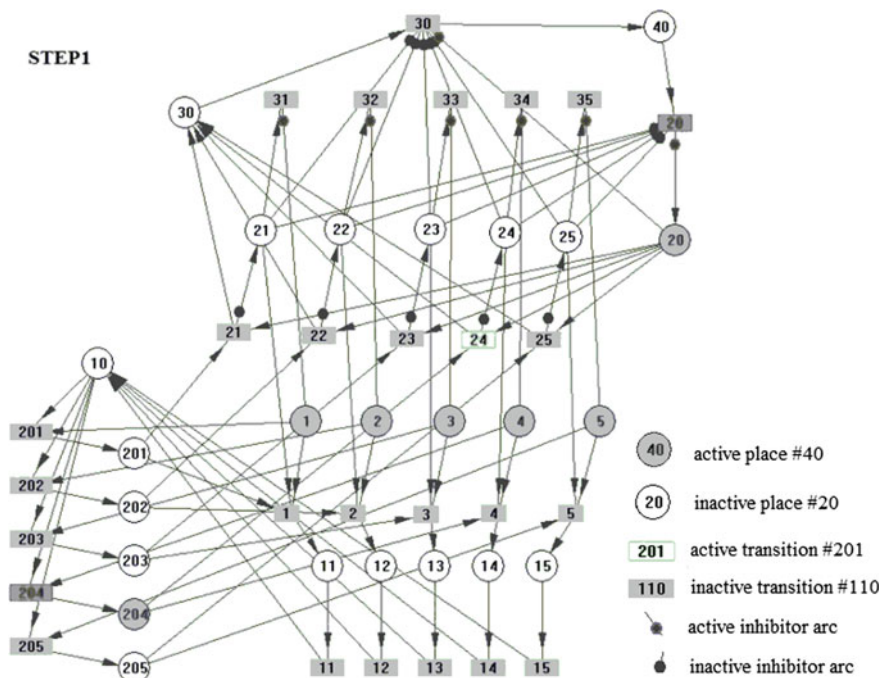 30 40
STEP1
31 32 33 34 35
30
20
21 22 23 24 25
20
21 22 23 24 25
10
1 2 3 4 5
201
201
40 active place #40
202
202
1 2 3 4 5
20 inactive place #20
203
203
11 12 13 14 15
201 active transition #201
204
204
110 inactive transition #110
active inhibitor arc
205
205
11 12 13 14 15
inactive inhibitor arc